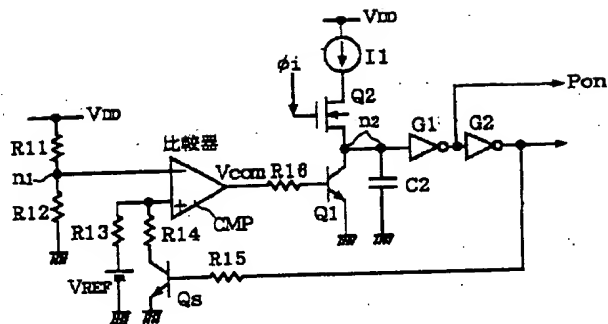 VDD
I1
φi
Q2
Pon
VDD
n2
G1
G2
R11
比較器
n1
Vcom
R16
R12
C2
CMP
Q1
R13
R14
R15
VREF
Qs